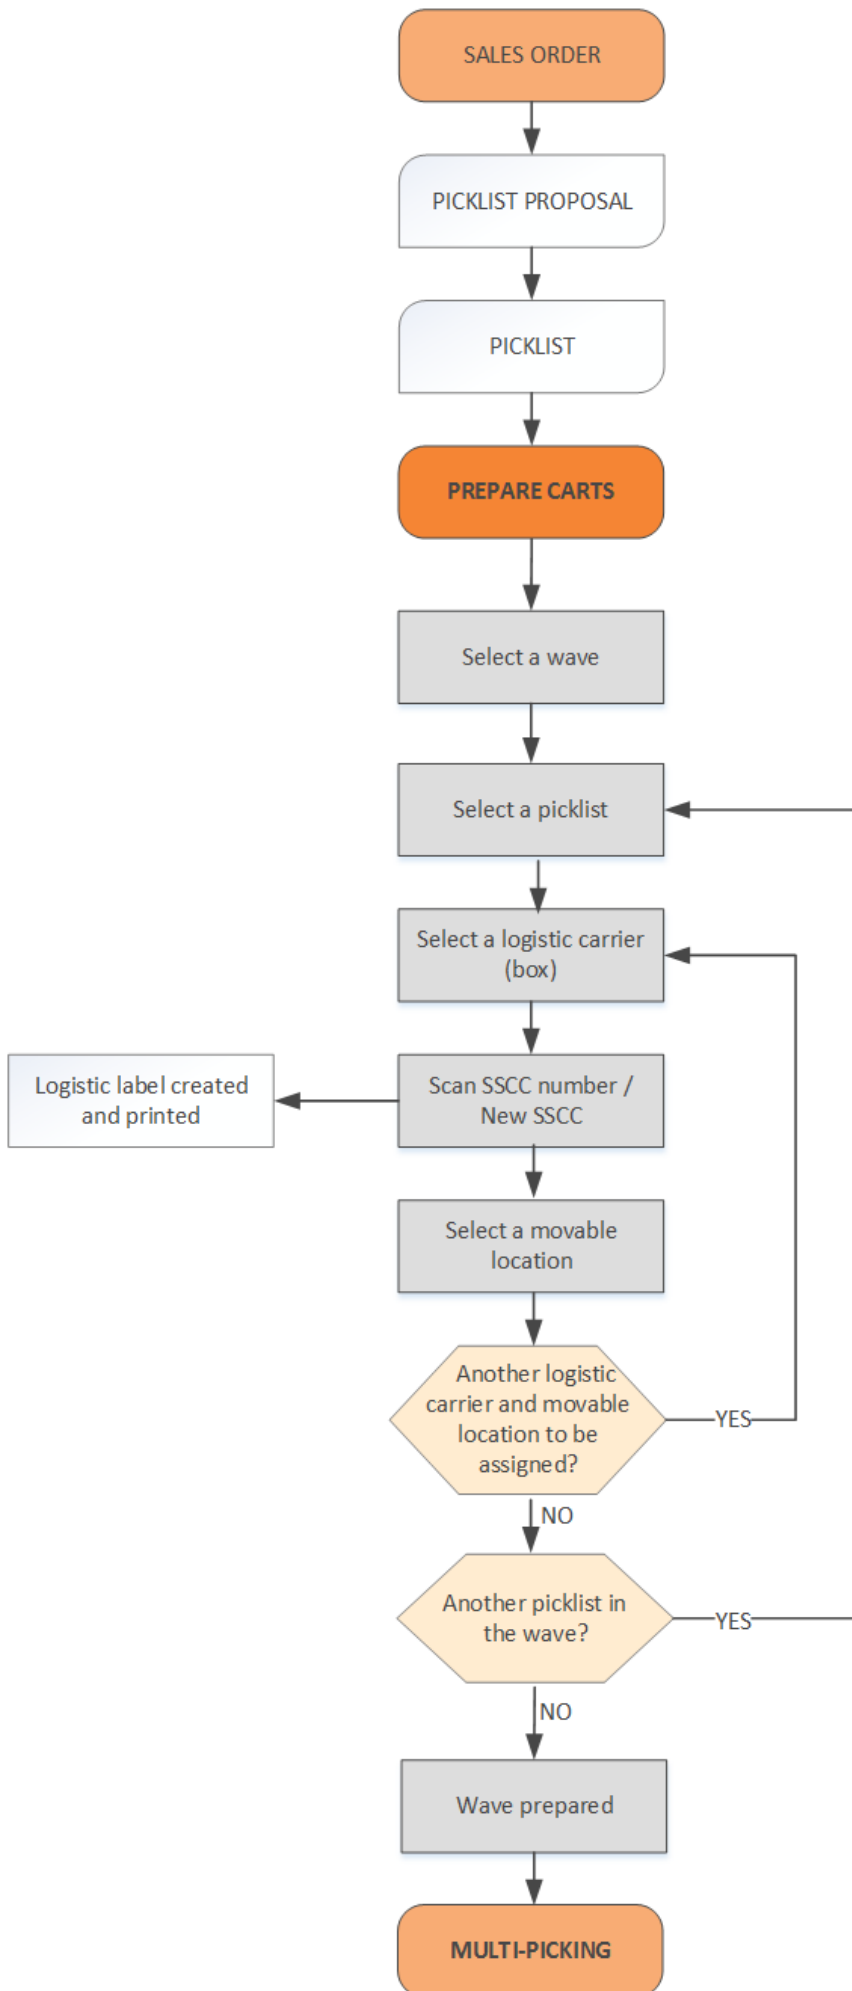 SALES ORDER
PICKLIST PROPOSAL
PICKLIST
PREPARE CARTS
Select a wave
Select a picklist
Select a logistic carrier
(box)
Logistic label created
and printed
Scan SSCC number /
New SSCC
Select a movable
location
Another logistic
carrier and movable
location to be
assigned?
YES
NO
Another picklist in
the wave?
YES
NO
Wave prepared
MULTI-PICKING